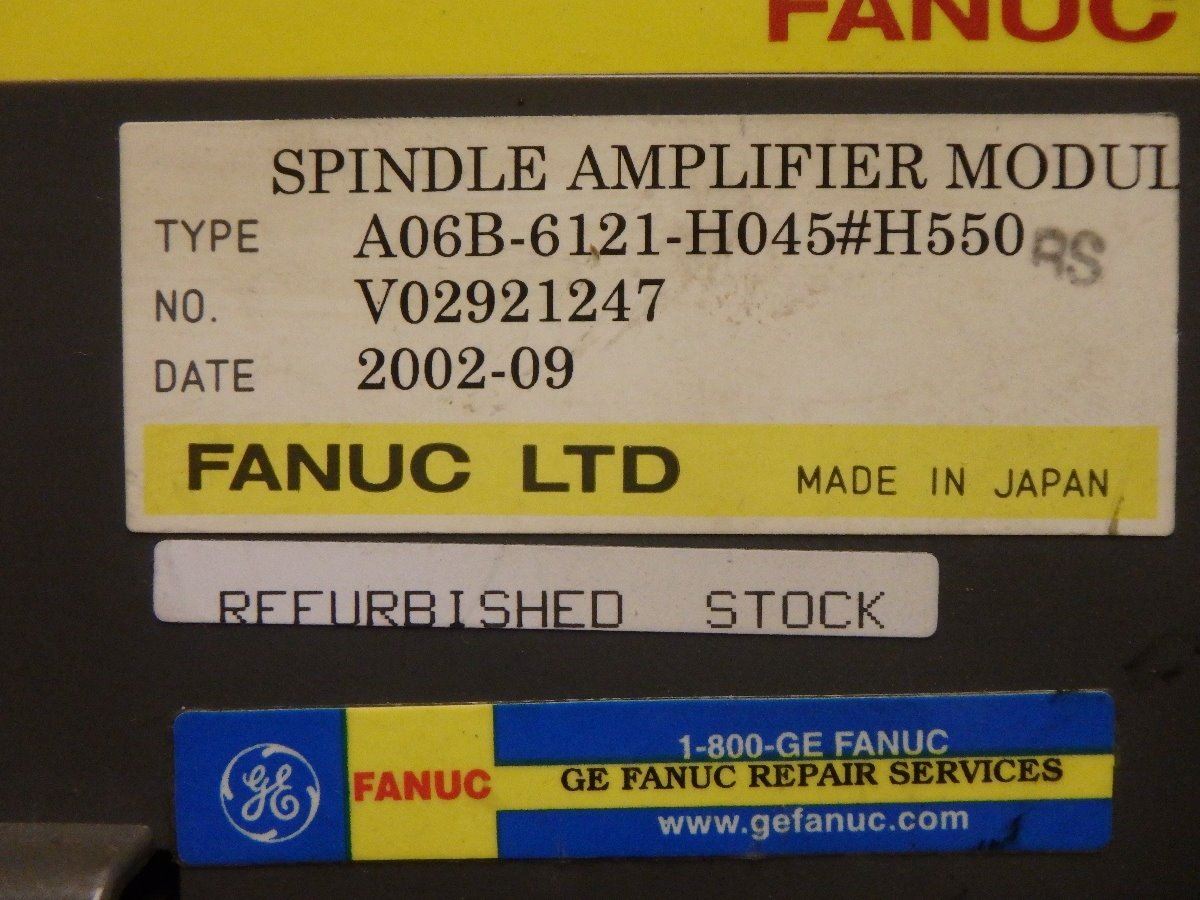 FANUC
SPINDLE AMPLIFIER MODUL
TYPE A06B-6121-H045#H550 RS
NO. V02921247
DATE 2002-09
FANUC LTD MADE IN JAPAN
REFURBISHED STOCK
GE FANUC
1-800-GE FANUC
GE FANUC REPAIR SERVICES
www.gefanuc.com